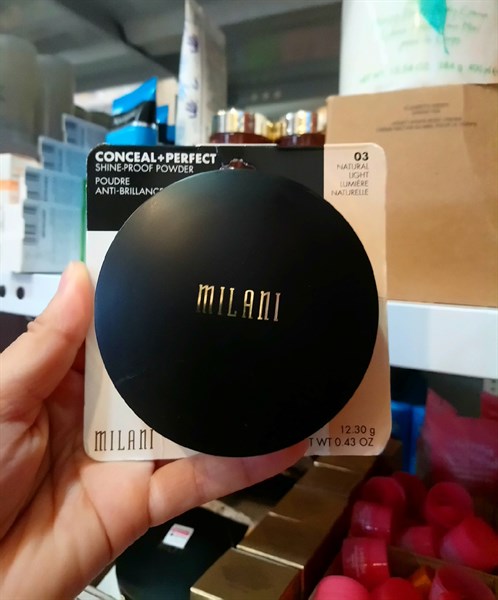 CONCEAL+PERFECT
SHINE-PROOF POWDER
POUDRE
ANTI-BRILLANCE
03
NATURAL
LIGHT
LUMIÈRE
NATURELLE
MILANI
MILANI
12.30 g
T WT 0.43 OZ